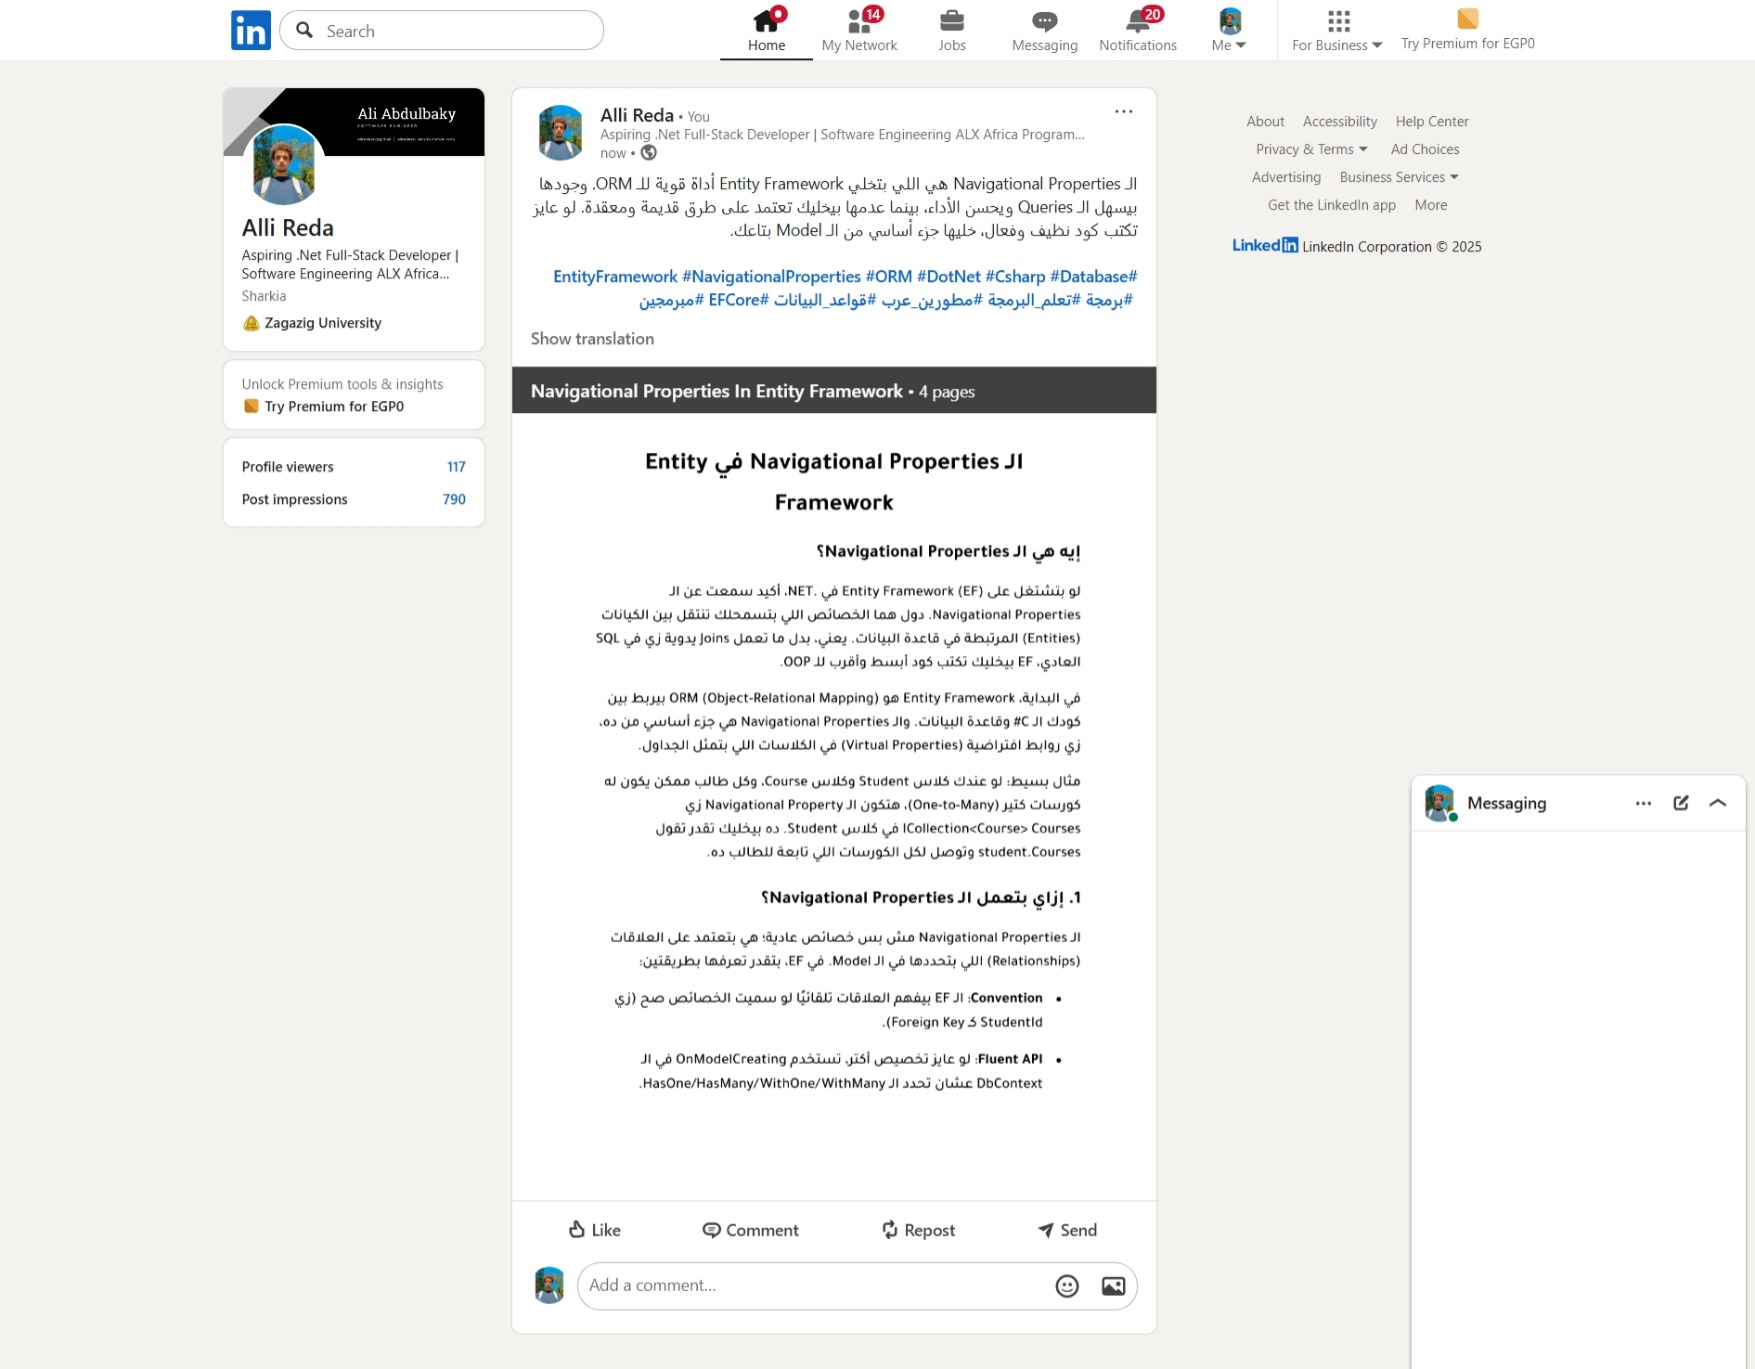 in
Search
Home
14
My Network
Jobs
Messaging
20
Notifications
Me
For Business
Try Premium for EGP0
Ali Abdulbaky
SOFTWARE ENGINEER
Alli Reda
Aspiring .Net Full-Stack Developer |
Software Engineering ALX Africa...
Sharkia
Zagazig University
Unlock Premium tools & insights
Try Premium for EGP0
Profile viewers 117
Post impressions 790
Alli Reda • You
Aspiring .Net Full-Stack Developer | Software Engineering ALX Africa Program...
now •
الـ Navigational Properties هي اللي بتخلي Entity Framework أداة قوية للـ ORM. وجودها
بيسهل الـ Queries ويحسن الأداء، بينما عدمها بيخليك تعتمد على طرق قديمة ومعقدة. لو عايز
تكتب كود نظيف وفعال، خليها جزء أساسي من الـ Model بتاعك.
EntityFramework #NavigationalProperties #ORM #DotNet #Csharp #Database#
#برمجة #تعلم_البرمجة #مطورين_عرب #قواعد_البيانات #EFCore #مبرمجين
Show translation
Navigational Properties In Entity Framework • 4 pages
الـ Navigational Properties في Entity
Framework
إيه هي الـ Navigational Properties؟
لو بتشتغل على Entity Framework (EF) في .NET، أكيد سمعت عن الـ
Navigational Properties. دول هما الخصائص اللي بتسمحلك تنتقل بين الكيانات
(Entities) المرتبطة في قاعدة البيانات. يعني، بدل ما تعمل Joins يدوية زي في SQL
العادي، EF بيخليك تكتب كود أبسط وأقرب للـ OOP.
في البداية، Entity Framework هو ORM (Object-Relational Mapping) بيربط بين
كودك الـ C# وقاعدة البيانات. والـ Navigational Properties هي جزء أساسي من ده،
زي روابط افتراضية (Virtual Properties) في الكلاسات اللي بتمثل الجداول.
مثال بسيط: لو عندك كلاس Student وكلاس Course، وكل طالب ممكن يكون له
كورسات كتير (One-to-Many)، هتكون الـ Navigational Property زي
ICollection<Course> Courses في كلاس Student. ده بيخليك تقدر تقول
student.Courses وتوصل لكل الكورسات اللي تابعة للطالب ده.
1. إزاي بتعمل الـ Navigational Properties؟
الـ Navigational Properties مش بس خصائص عادية؛ هي بتعتمد على العلاقات
(Relationships) اللي بتحددها في الـ Model. في EF، بتقدر تعرفها بطريقتين:
• Convention: الـ EF بيفهم العلاقات تلقائيًا لو سميت الخصائص صح (زي
StudentId كـ Foreign Key).
• Fluent API: لو عايز تخصيص أكتر، تستخدم OnModelCreating في الـ
DbContext عشان تحدد الـ HasOne/HasMany/WithOne/WithMany.
Like
Comment
Repost
Send
Add a comment...
About Accessibility Help Center
Privacy & Terms Ad Choices
Advertising Business Services
Get the LinkedIn app More
LinkedIn LinkedIn Corporation © 2025
Messaging